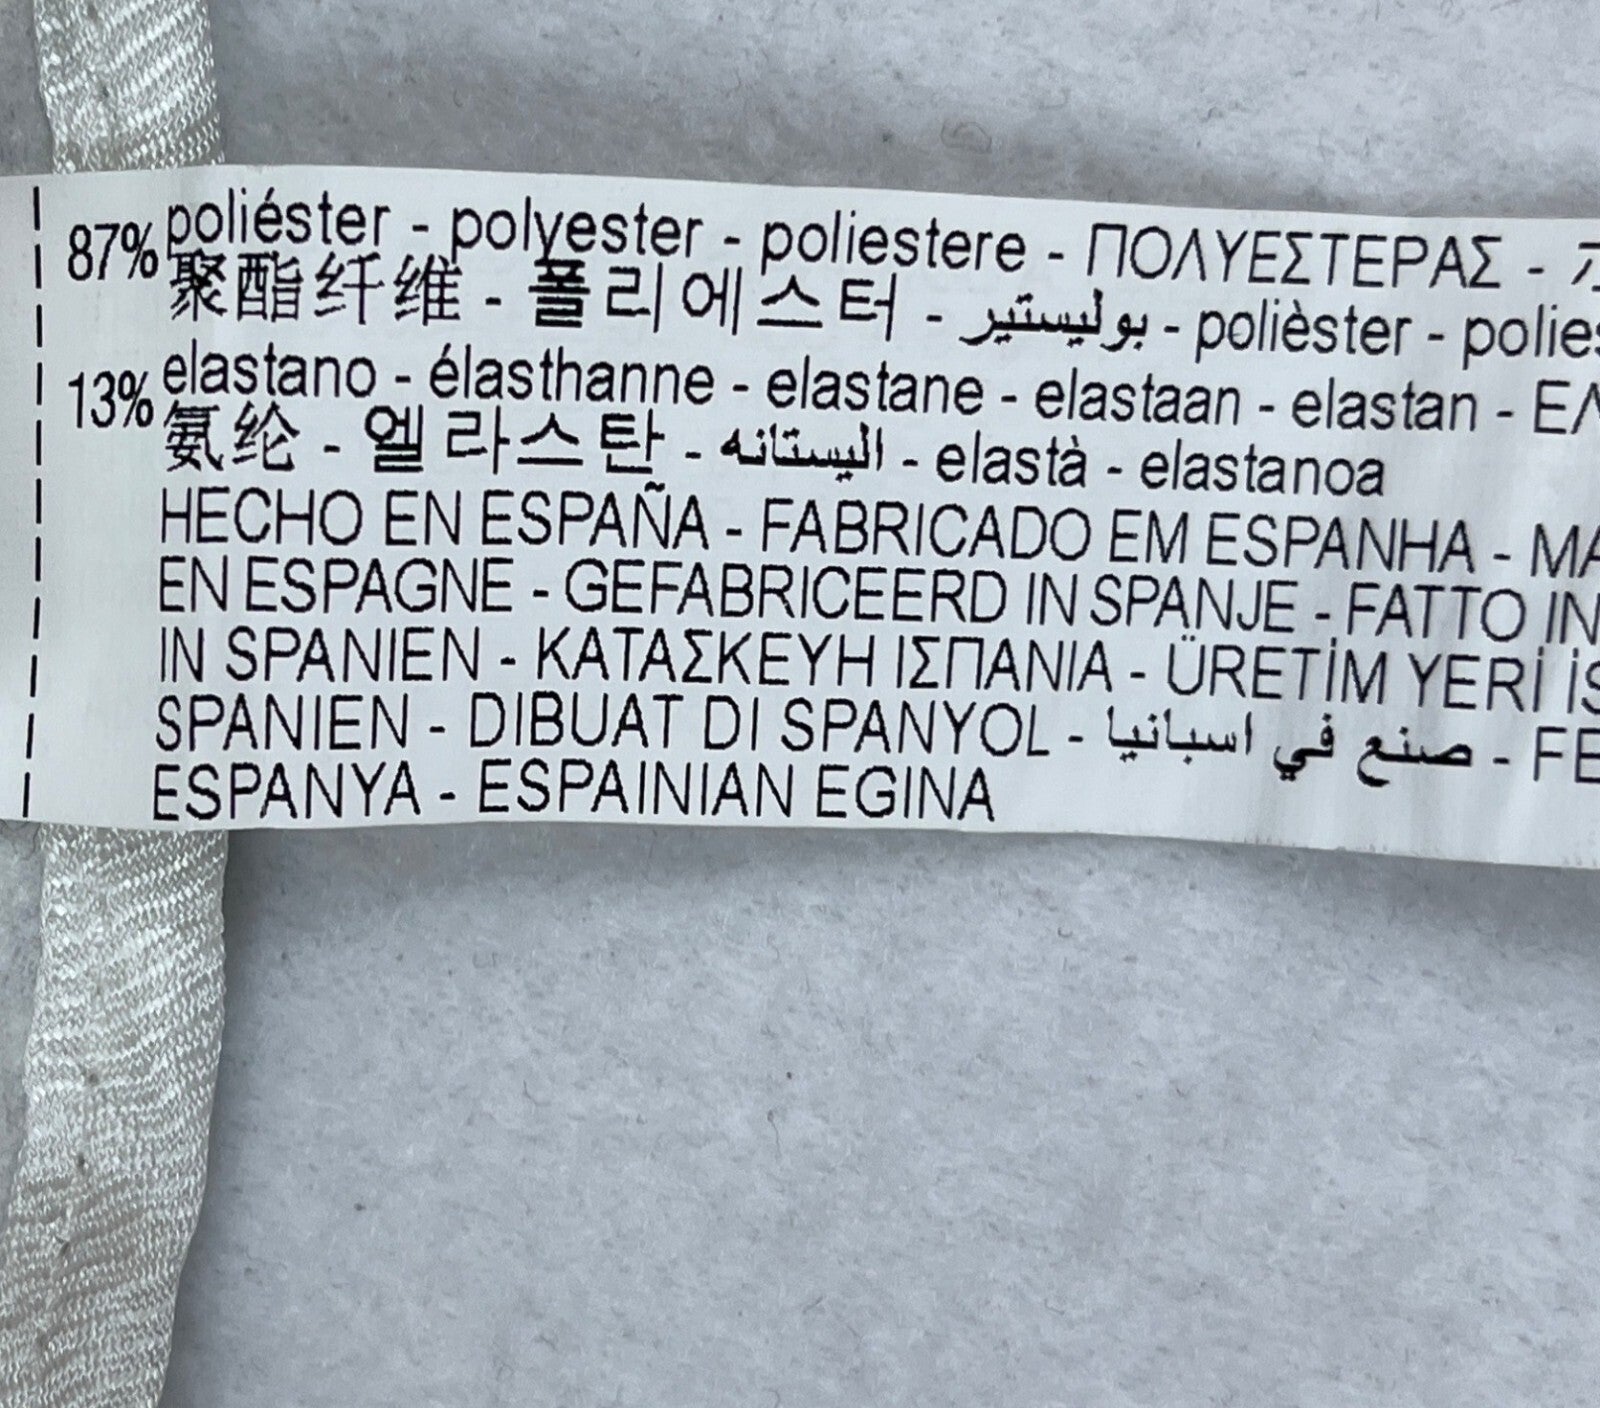 87% poliéster - polyester - poliestere - ΠΟΛΥΕΣΤΕΡΑΣ -
聚酯纤维 - 폴리에스터 - بوليستير - polièster - polies
13% elastano - élasthanne - elastane - elastaan - elastan - ΕΛ
氨纶 - 엘라스탄 - اليستانه - elastà - elastanoa
HECHO EN ESPAÑA - FABRICADO EM ESPANHA - MA
EN ESPAGNE - GEFABRICEERD IN SPANJE - FATTO IN
IN SPANIEN - ΚΑΤΑΣΚΕΥΗ ΙΣΠΑΝΙΑ - ÜRETİM YERİ İS
SPANIEN - DIBUAT DI SPANYOL - صنع في اسبانيا - FE
ESPANYA - ESPAINIAN EGINA